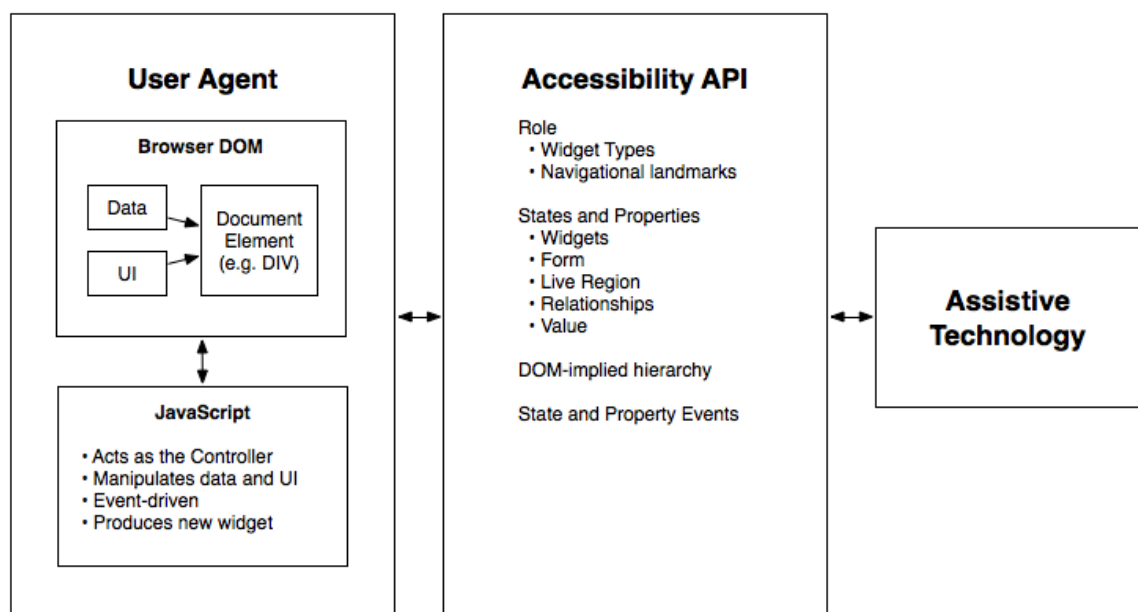 User Agent
Browser DOM
Data
UI
Document
Element
(e.g. DIV)
JavaScript
• Acts as the Controller
• Manipulates data and UI
• Event-driven
• Produces new widget
Accessibility API
Role
• Widget Types
• Navigational landmarks
States and Properties
• Widgets
• Form
• Live Region
• Relationships
• Value
DOM-implied hierarchy
State and Property Events
Assistive
Technology